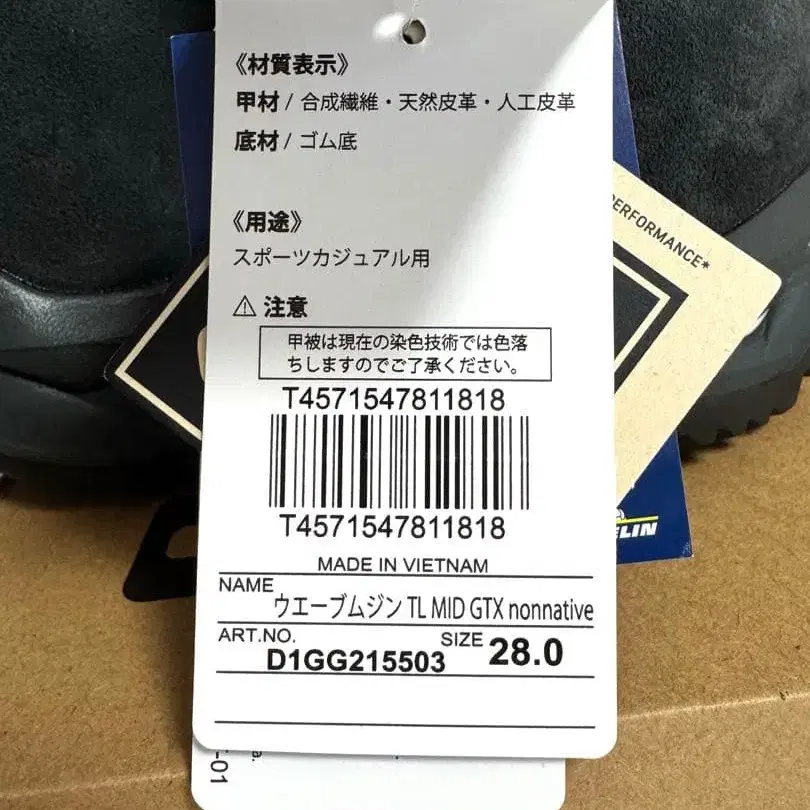 《材質表示》
甲材 / 合成繊維・天然皮革・人工皮革
底材 / ゴム底
《用途》
スポーツカジュアル用
⚠ 注意
甲被は現在の染色技術では色落
ちしますのでご了承ください。
T4571547811818
T4571547811818
MADE IN VIETNAM
NAME
ウエーブムジン TL MID GTX nonnative
ART.NO.
D1GG215503
SIZE
28.0
PERFORMANCE*
-01